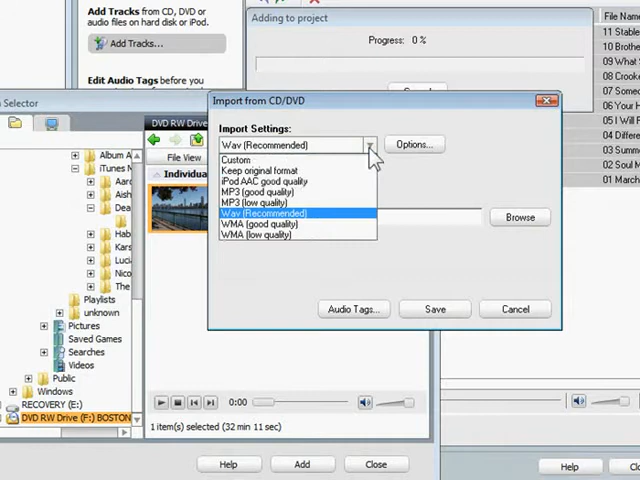 Add Tracks from CD, DVD or
audio files on hard disk or iPod.
Add Tracks...
Edit Audio Tags before you
Adding to project
Progress: 0 %
File Name
11 Stable
10 Brothe
09 What S
08 Crooke
07 Someo
06 Your H
05 I Will F
04 Differe
03 Summe
02 Soul M
01 March
Selector
DVD RW Drive
File View
Individua
Album A
iTunes M
Aaro
Aish
Dea
Hab
Kars
Luci
Nico
The
Playlists
unknown
Pictures
Saved Games
Searches
Videos
Public
Windows
RECOVERY (E:)
DVD RW Drive (F:) BOSTON
Import from CD/DVD
Import Settings:
Wav (Recommended)
Options...
Custom
Keep original format
iPod AAC good quality
MP3 (good quality)
MP3 (low quality)
Wav (Recommended)
WMA (good quality)
WMA (low quality)
Browse
Audio Tags...
Save
Cancel
0:00
1 item(s) selected (32 min 11 sec)
Help
Add
Close
Help
Clo